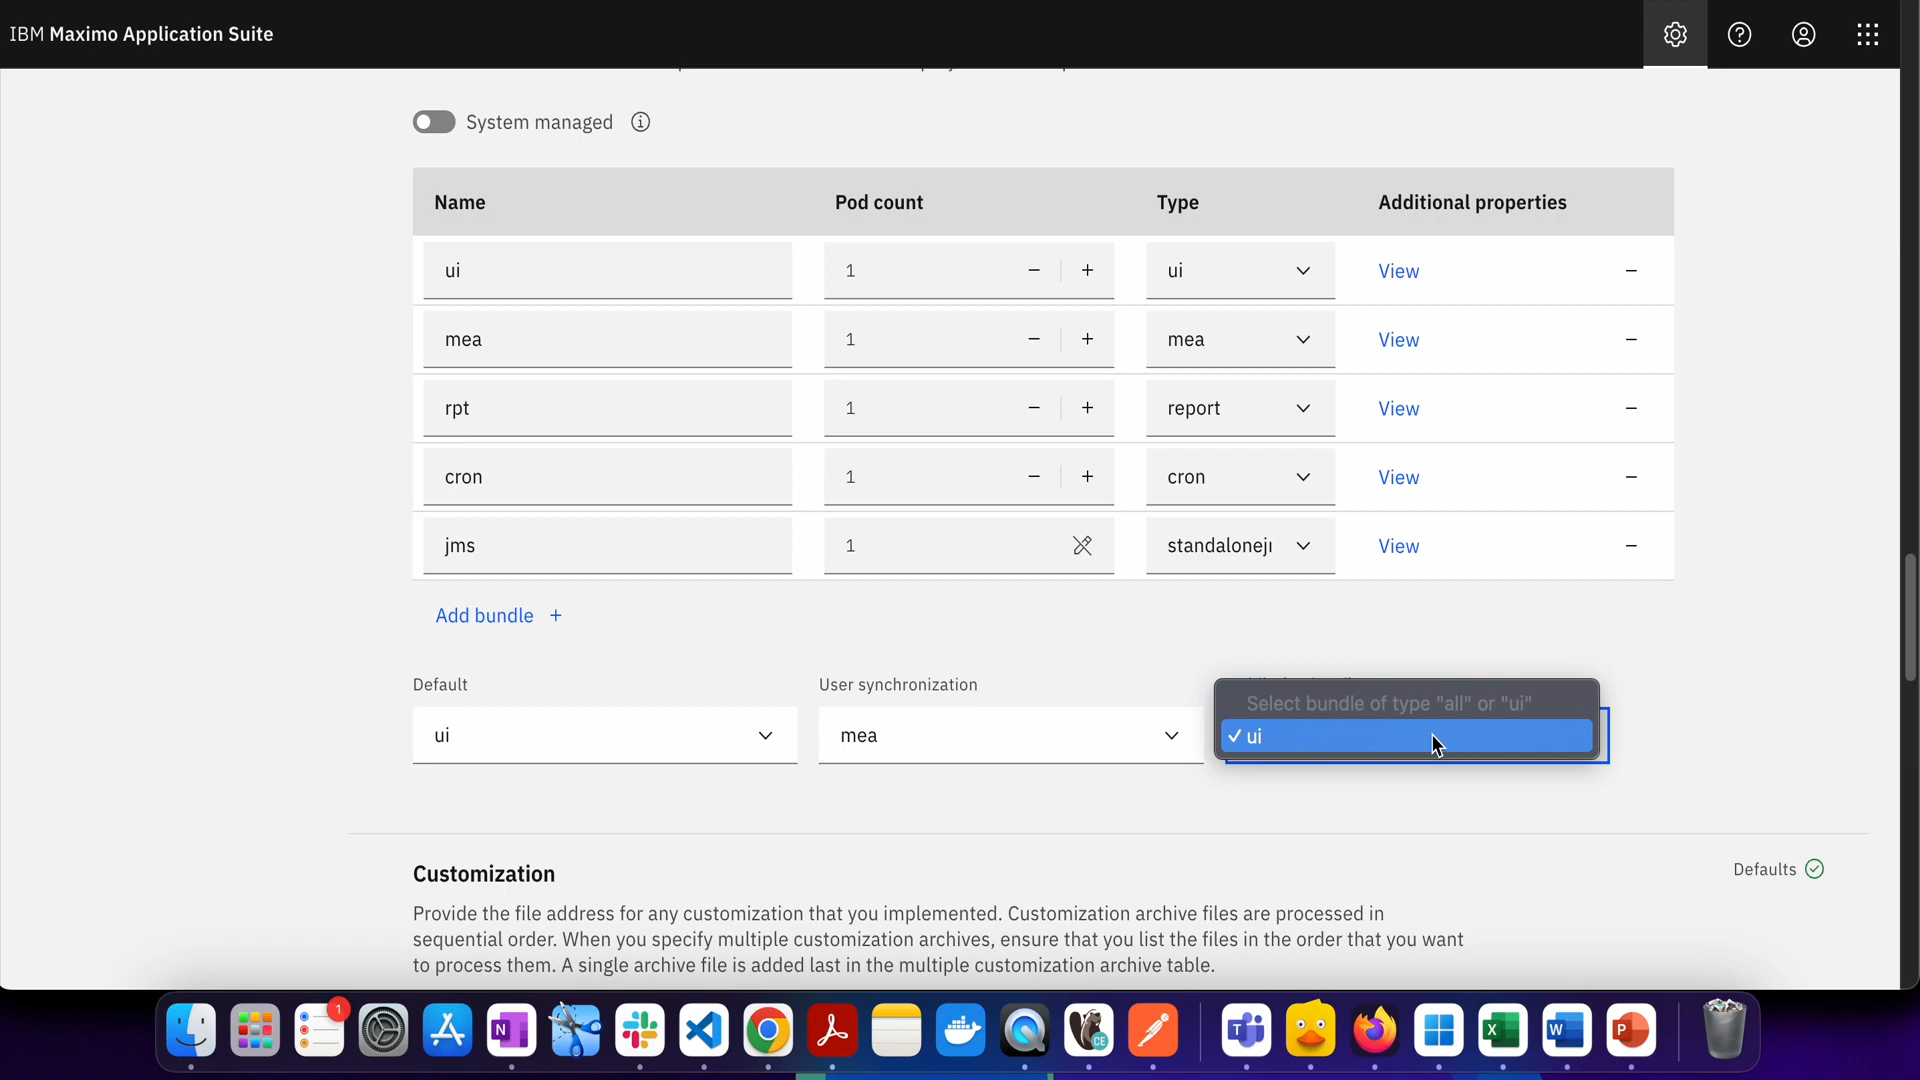 IBM Maximo Application Suite
System managed
Name Pod count Type Additional properties
ui 1 ui View
mea 1 mea View
rpt 1 report View
cron 1 cron View
jms 1 View
Add bundle +
Default User synchronization
ui mea
Select bundle of type "all" or "ui"
✓ ui
Customization
Defaults
Provide the file address for any customization that you implemented. Customization archive files are processed in
sequential order. When you specify multiple customization archives, ensure that you list the files in the order that you want
to process them. A single archive file is added last in the multiple customization archive table.
1
N
CE
T
X
W
P